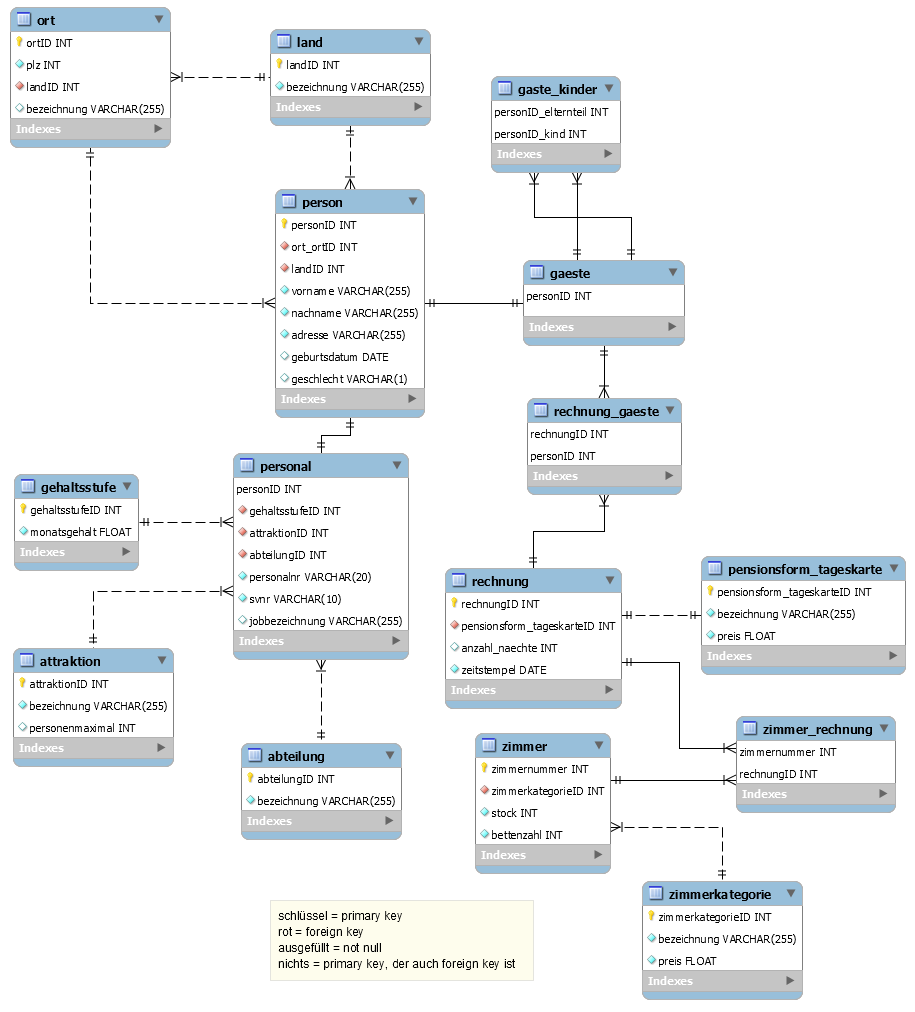 ort
ortID INT
plz INT
landID INT
bezeichnung VARCHAR(255)
Indexes
land
landID INT
bezeichnung VARCHAR(255)
Indexes
gaste_kinder
personID_elternteil INT
personID_kind INT
Indexes
person
personID INT
ort_ortID INT
landID INT
vorname VARCHAR(255)
nachname VARCHAR(255)
adresse VARCHAR(255)
geburtsdatum DATE
geschlecht VARCHAR(1)
Indexes
gaeste
personID INT
Indexes
rechnung_gaeste
rechnungID INT
personID INT
Indexes
personal
personID INT
gehaltsstufeID INT
attraktionID INT
abteilungID INT
personalnr VARCHAR(20)
svnr VARCHAR(10)
jobbezeichnung VARCHAR(255)
Indexes
gehaltsstufe
gehaltsstufeID INT
monatsgehalt FLOAT
Indexes
rechnung
rechnungID INT
pensionsform_tageskarteID INT
anzahl_naechte INT
zeitstempel DATE
Indexes
pensionsform_tageskarte
pensionsform_tageskarteID INT
bezeichnung VARCHAR(255)
preis FLOAT
Indexes
attraktion
attraktionID INT
bezeichnung VARCHAR(255)
personenmaximal INT
Indexes
abteilung
abteilungID INT
bezeichnung VARCHAR(255)
Indexes
zimmer
zimmernummer INT
zimmerkategorieID INT
stock INT
bettenzahl INT
Indexes
zimmer_rechnung
zimmernummer INT
rechnungID INT
Indexes
zimmerkategorie
zimmerkategorieID INT
bezeichnung VARCHAR(255)
preis FLOAT
Indexes
schlüssel = primary key
rot = foreign key
ausgefüllt = not null
nichts = primary key, der auch foreign key ist